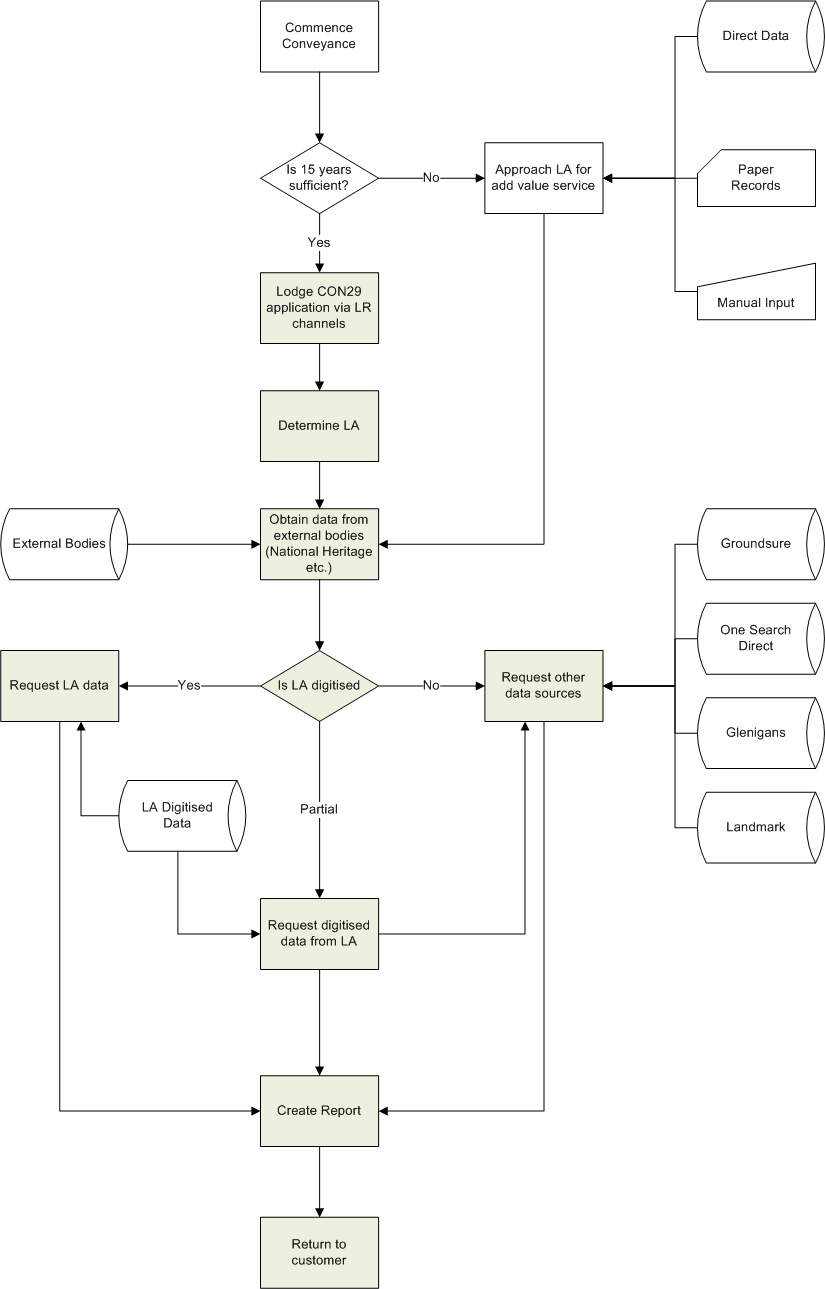 Commence
Conveyance
Direct Data
Is 15 years
sufficient?
No
Approach LA for
add value service
Paper
Records
Yes
Lodge CON29
application via LR
channels
Manual Input
Determine LA
External Bodies
Obtain data from
external bodies
(National Heritage
etc.)
Groundsure
One Search
Direct
Request LA data
Yes
Is LA digitised
No
Request other
data sources
Glenigans
LA Digitised
Data
Partial
Landmark
Request digitised
data from LA
Create Report
Return to
customer